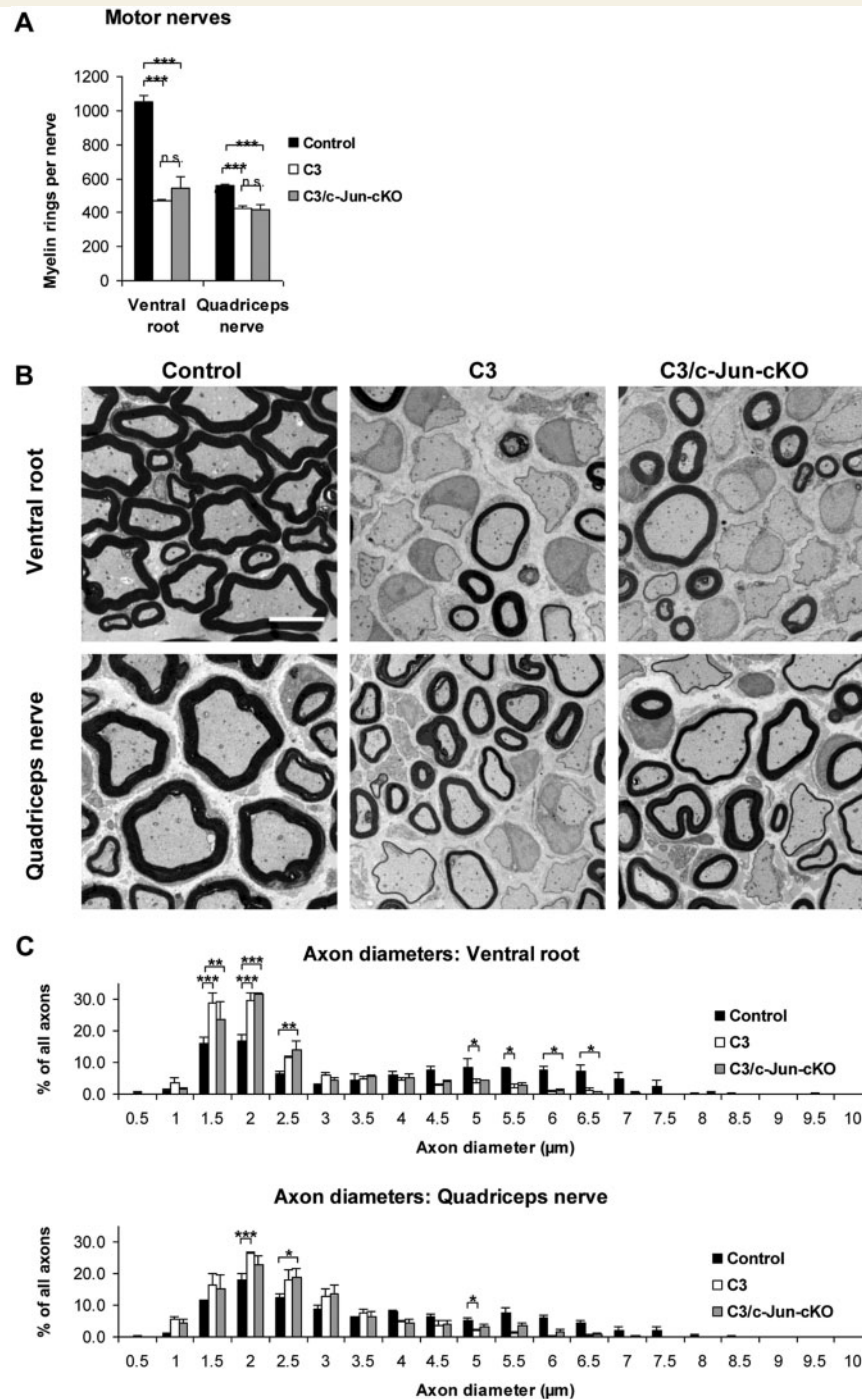 A
Motor nerves
Myelin rings per nerve
1200
1000
800
600
400
200
0
***
***
n.s.
***
***
n.s.
Control
C3
C3/c-Jun-cKO
Ventral root
Quadriceps nerve
B
Control
C3
C3/c-Jun-cKO
Ventral root
Quadriceps nerve
C
Axon diameters: Ventral root
% of all axons
30.0
20.0
10.0
0.0
**
***
***
***
**
*
*
*
*
Control
C3
C3/c-Jun-cKO
0.5 1 1.5 2 2.5 3 3.5 4 4.5 5 5.5 6 6.5 7 7.5 8 8.5 9 9.5 10
Axon diameter (µm)
Axon diameters: Quadriceps nerve
% of all axons
30.0
20.0
10.0
0.0
***
*
*
Control
C3
C3/c-Jun-cKO
0.5 1 1.5 2 2.5 3 3.5 4 4.5 5 5.5 6 6.5 7 7.5 8 8.5 9 9.5 10
Axon diameter (µm)